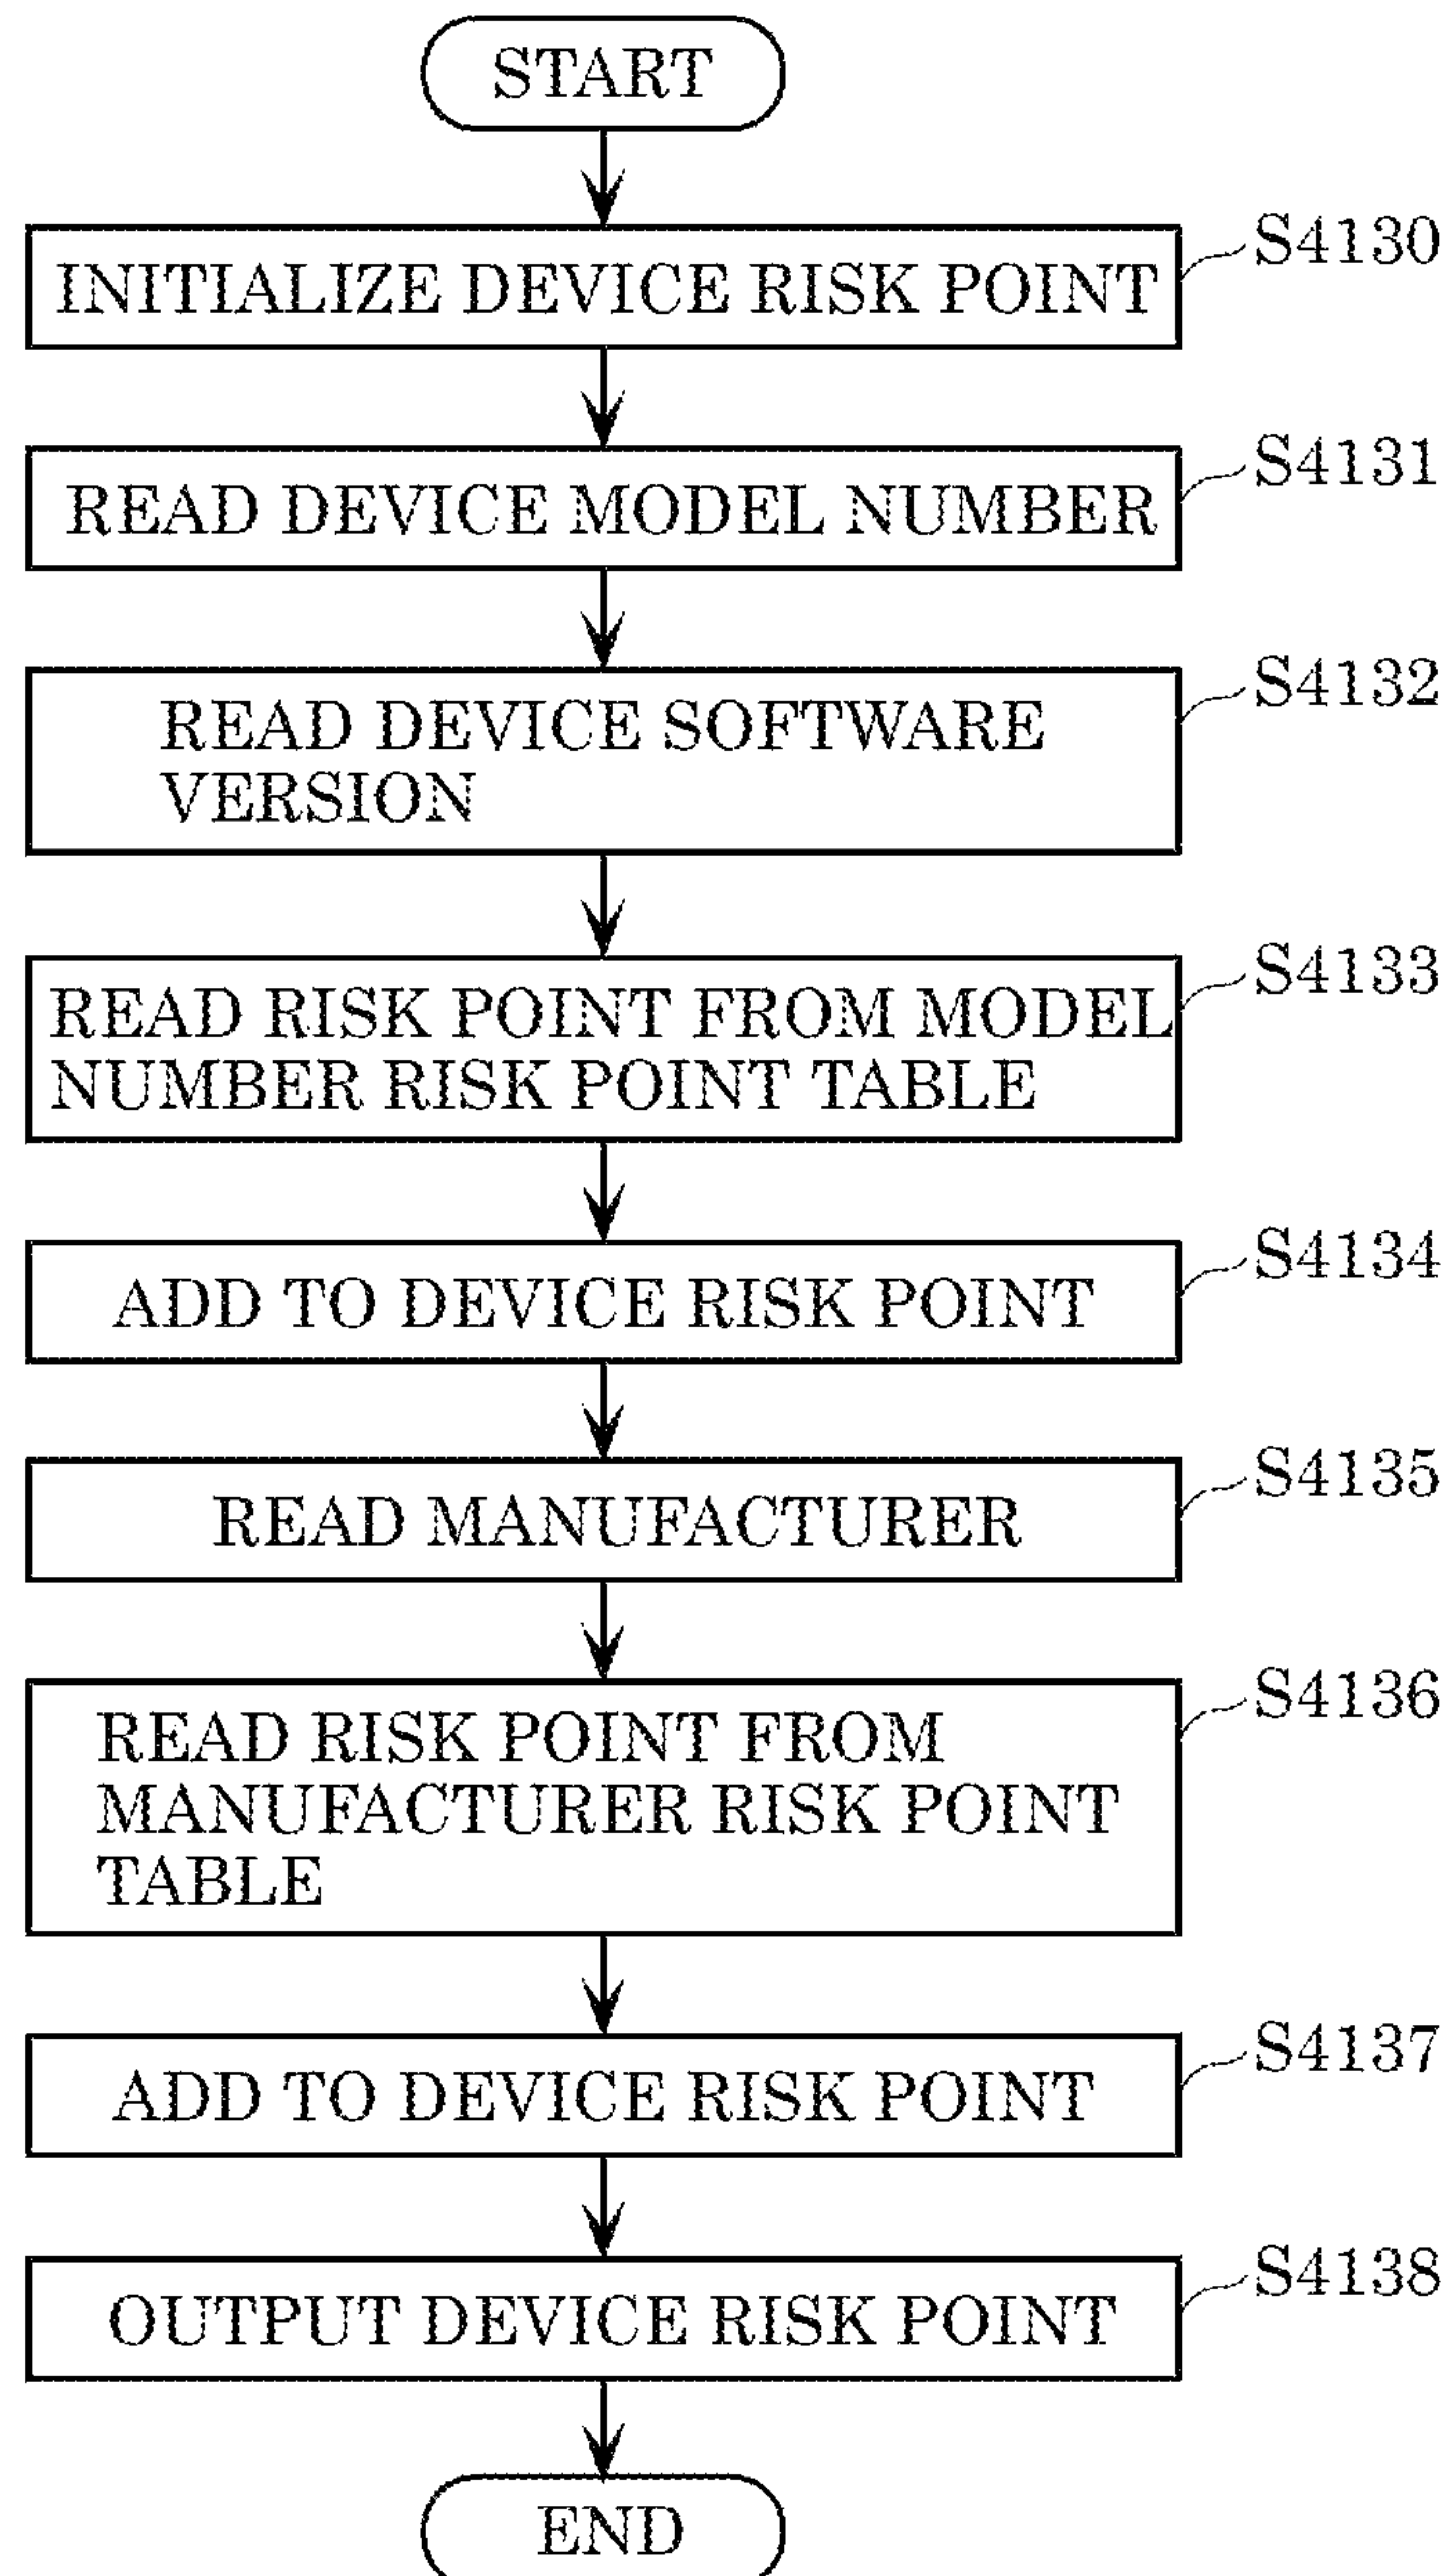 START
INITIALIZE DEVICE RISK POINT
S4130
READ DEVICE MODEL NUMBER
S4131
READ DEVICE SOFTWARE
VERSION
S4132
READ RISK POINT FROM MODEL
NUMBER RISK POINT TABLE
S4133
ADD TO DEVICE RISK POINT
S4134
READ MANUFACTURER
S4135
READ RISK POINT FROM
MANUFACTURER RISK POINT
TABLE
S4136
ADD TO DEVICE RISK POINT
S4137
OUTPUT DEVICE RISK POINT
S4138
END